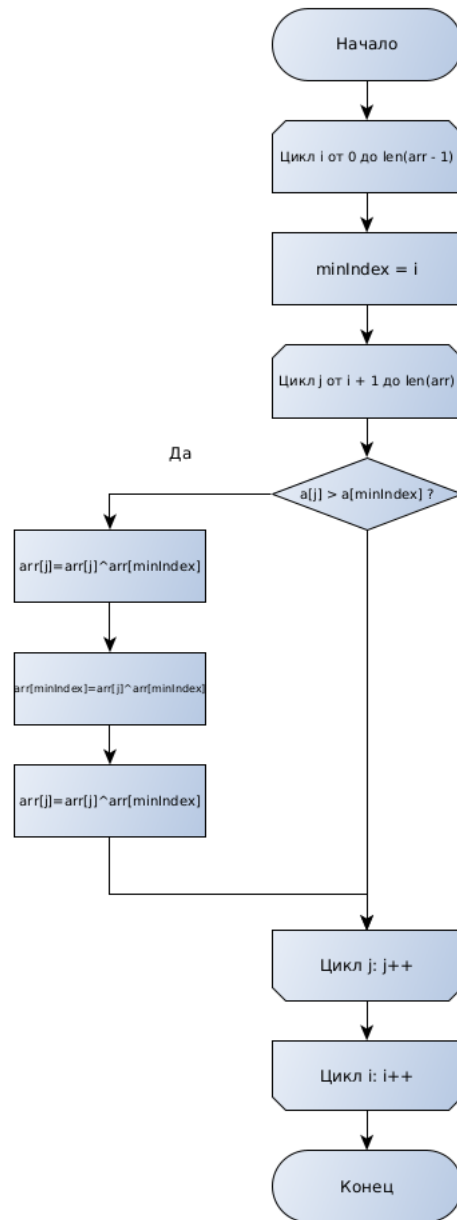 Начало
Цикл i от 0 до len(arr - 1)
minIndex = i
Цикл j от i + 1 до len(arr)
Да
a[j] > a[minIndex] ?
arr[j]=arr[j]^arr[minIndex]
arr[minIndex]=arr[j]^arr[minIndex]
arr[j]=arr[j]^arr[minIndex]
Цикл j: j++
Цикл i: i++
Конец